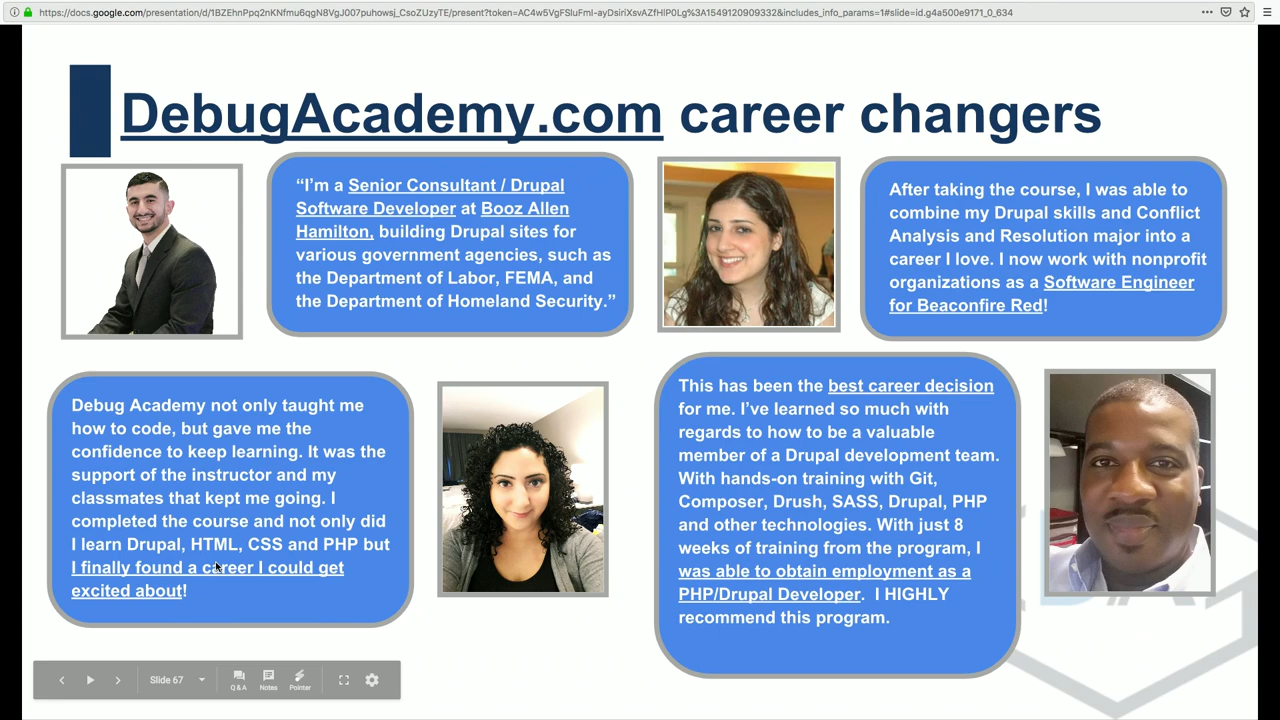 https://docs.google.com/presentation/d/1BZEhnPpq2nKNfmu6qgN8VgJ007puhowsj_CsoZUzyTE/present?token=AC4w5VgFSluFmI-ayDsiriXsvAZfHlP0Lg%3A1541070909332&includes_info_params=1#slide=id.g4a500e9171_0_634
DebugAcademy.com career changers
“I’m a Senior Consultant / Drupal
Software Developer at Booz Allen
Hamilton, building Drupal sites for
various government agencies, such as
the Department of Labor, FEMA, and
the Department of Homeland Security.”
After taking the course, I was able to
combine my Drupal skills and Conflict
Analysis and Resolution major into a
career I love. I now work with nonprofit
organizations as a Software Engineer
for Beaconfire Red!
Debug Academy not only taught me
how to code, but gave me the
confidence to keep learning. It was the
support of the instructor and my
classmates that kept me going. I
completed the course and not only did
I learn Drupal, HTML, CSS and PHP but
I finally found a career I could get
excited about!
This has been the best career decision
for me. I’ve learned so much with
regards to how to be a valuable
member of a Drupal development team.
With hands-on training with Git,
Composer, Drush, SASS, Drupal, PHP
and other technologies. With just 8
weeks of training from the program, I
was able to obtain employment as a
PHP/Drupal Developer. I HIGHLY
recommend this program.
Slide 67
Q & A
Notes
Pointer